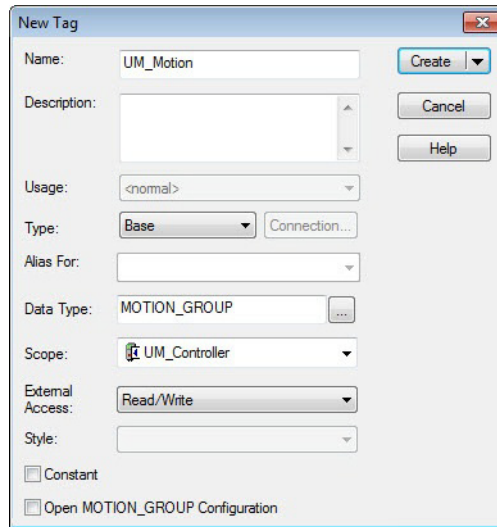 New Tag
Name: UM_Motion Create
Description: Cancel
Help
Usage: <normal>
Type: Base Connection...
Alias For:
Data Type: MOTION_GROUP ...
Scope: UM_Controller
External
Access: Read/Write
Style:
Constant
Open MOTION_GROUP Configuration